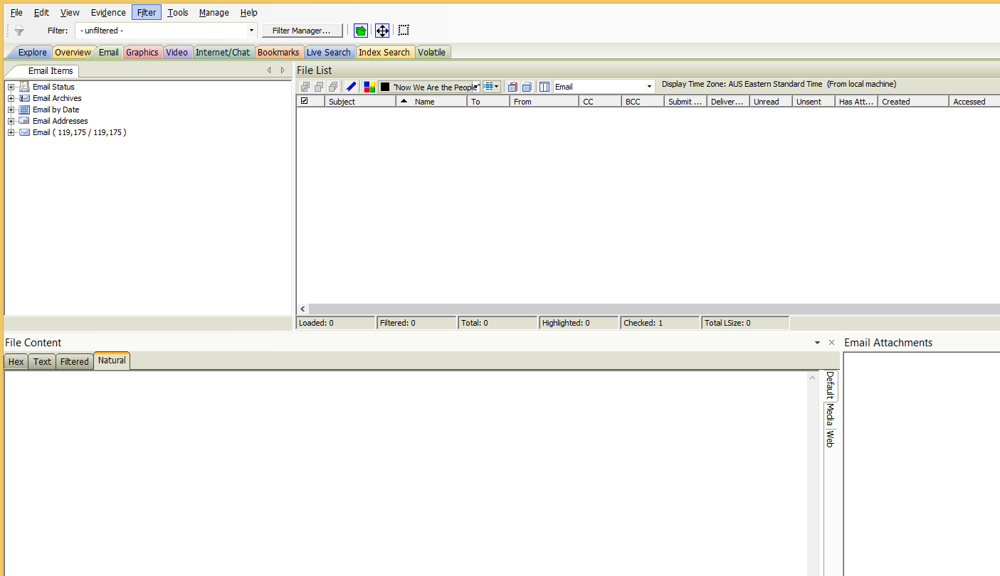 File Edit View Evidence Filter Tools Manage Help
Filter: - unfiltered - Filter Manager...
Explore Overview Email Graphics Video Internet/Chat Bookmarks Live Search Index Search Volatile
Email Items
Email Status
Email Archives
Email by Date
Email Addresses
Email ( 119,175 / 119,175 )
File List
"Now We Are the People" Email Display Time Zone: AUS Eastern Standard Time (From local machine)
Subject Name To From CC BCC Submit ... Deliver... Unread Unsent Has Att... Created Accessed
Loaded: 0 Filtered: 0 Total: 0 Highlighted: 0 Checked: 1 Total LSize: 0
File Content
Hex Text Filtered Natural
Default
Media
Web
Email Attachments